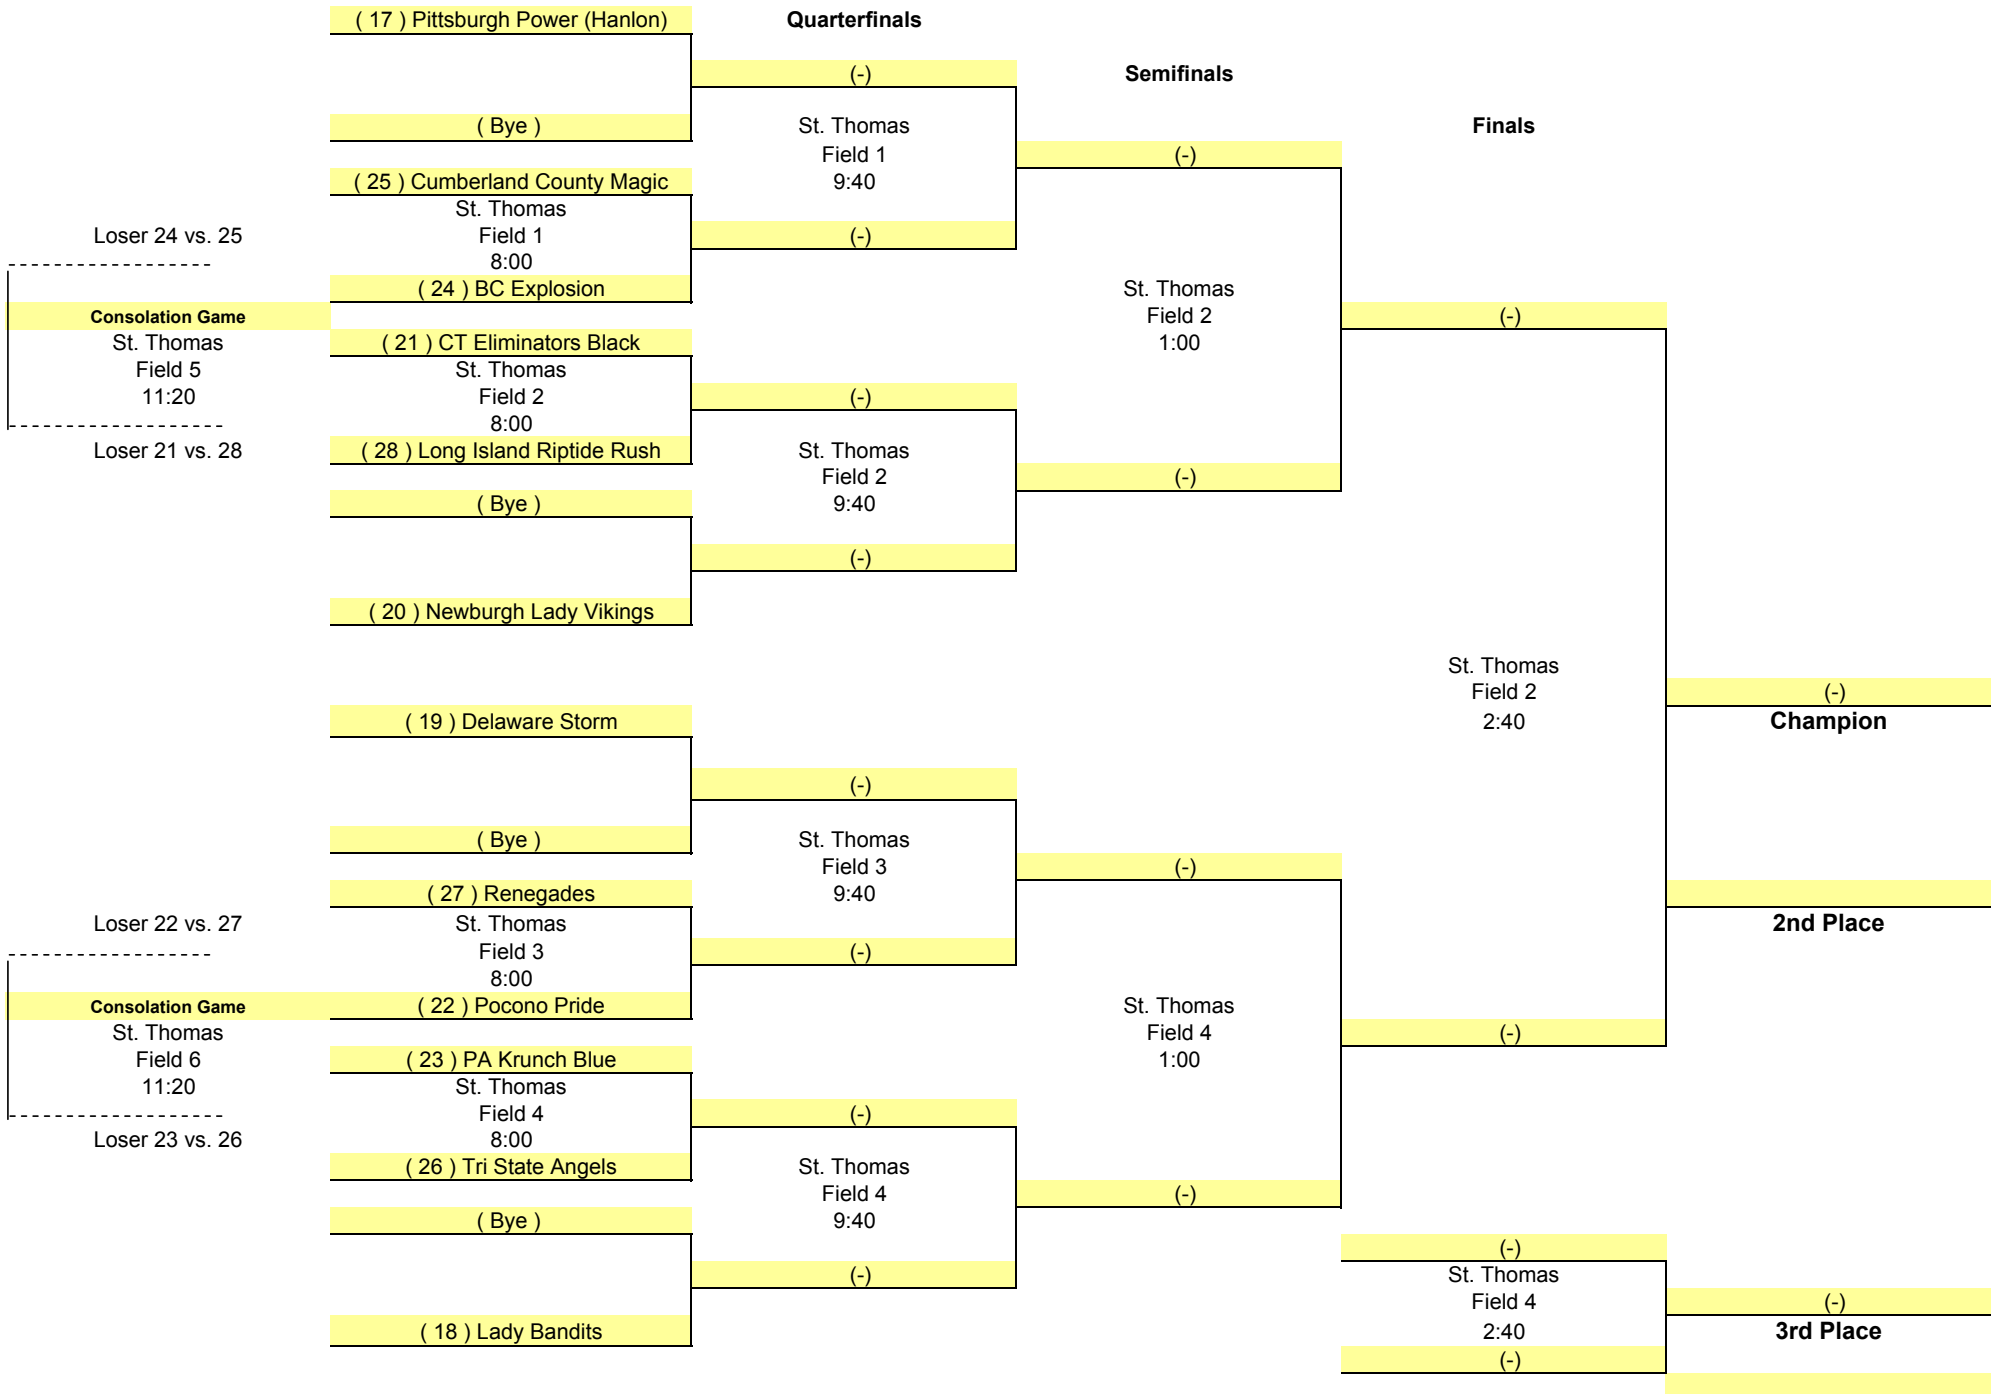 ( 17 ) Pittsburgh Power (Hanlon)
Quarterfinals
(-)
Semifinals
( Bye )
St. Thomas
Finals
Field 1
(-)
( 25 ) Cumberland County Magic
9:40
St. Thomas
Loser 24 vs. 25
Field 1
(-)
8:00
( 24 ) BC Explosion
St. Thomas
Consolation Game
Field 2
(-)
St. Thomas
( 21 ) CT Eliminators Black
1:00
Field 5
St. Thomas
11:20
Field 2
(-)
8:00
Loser 21 vs. 28
( 28 ) Long Island Riptide Rush
St. Thomas
Field 2
(-)
( Bye )
9:40
(-)
( 20 ) Newburgh Lady Vikings
St. Thomas
Field 2
(-)
( 19 ) Delaware Storm
2:40
Champion
(-)
( Bye )
St. Thomas
Field 3
(-)
( 27 ) Renegades
9:40
Loser 22 vs. 27
St. Thomas
2nd Place
Field 3
(-)
8:00
Consolation Game
( 22 ) Pocono Pride
St. Thomas
St. Thomas
Field 4
(-)
Field 6
( 23 ) PA Krunch Blue
1:00
11:20
St. Thomas
Field 4
(-)
Loser 23 vs. 26
8:00
( 26 ) Tri State Angels
St. Thomas
Field 4
(-)
( Bye )
9:40
(-)
(-)
St. Thomas
Field 4
(-)
( 18 ) Lady Bandits
2:40
3rd Place
(-)